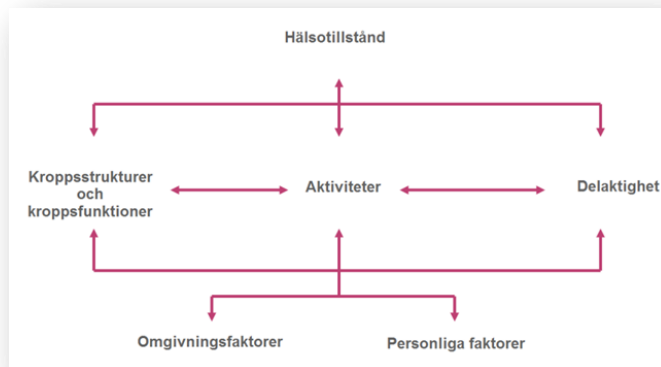 Hälsotillstånd
Kroppsstrukturer
och
kroppsfunktioner
Aktiviteter
Delaktighet
Omgivningsfaktorer
Personliga faktorer